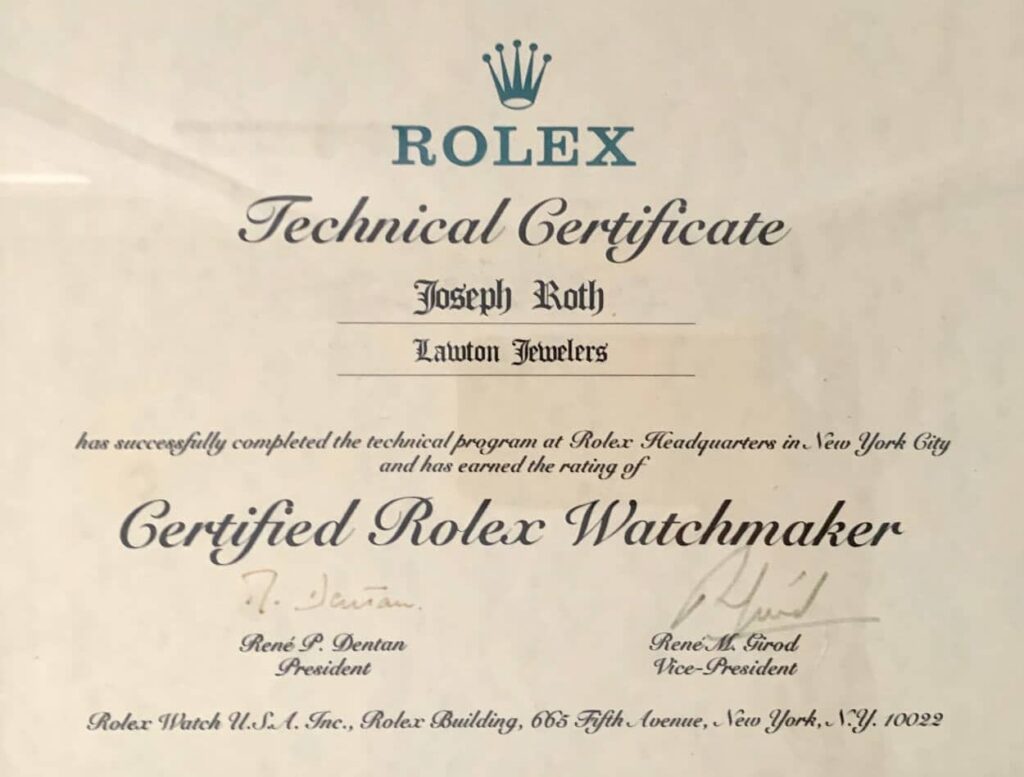 ROLEX
Technical Certificate
Joseph Roth
Lawton Jewelers
has successfully completed the technical program at Rolex Headquarters in New York City
and has earned the rating of
Certified Rolex Watchmaker
R. Dentan
René P. Dentan
President
René M. Girod
Vice-President
Rolex Watch U.S.A. Inc., Rolex Building, 665 Fifth Avenue, New York, N.Y. 10022